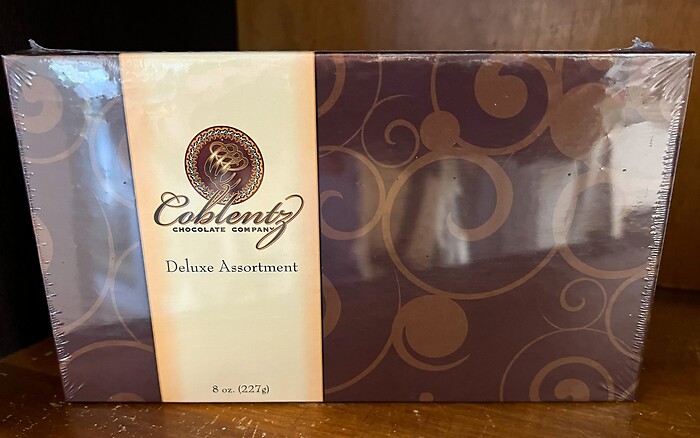 Coblentz
CHOCOLATE COMPANY
Deluxe Assortment
8 oz. (227g)